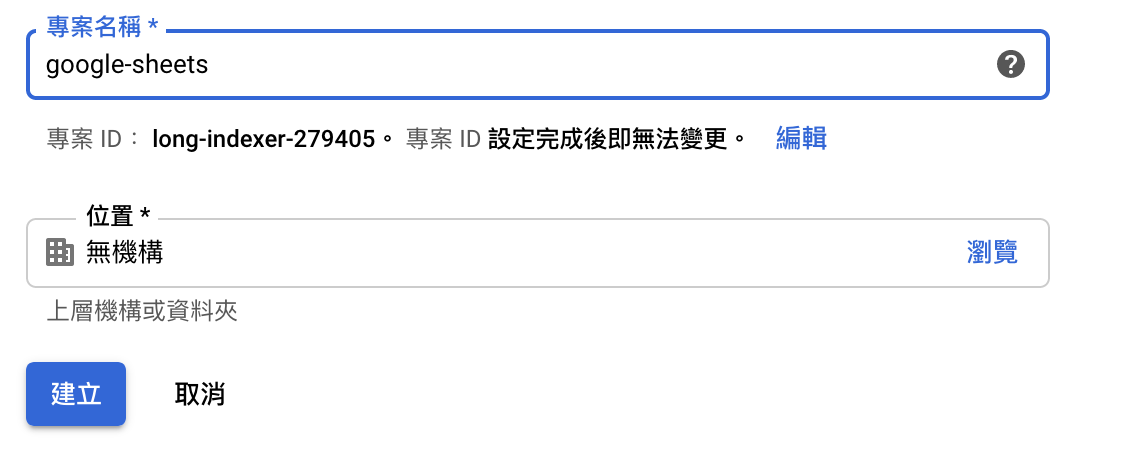 專案名稱 *
google-sheets
專案 ID：long-indexer-279405。專案 ID 設定完成後即無法變更。 編輯
位置 *
無機構 瀏覽
上層機構或資料夾
建立 取消